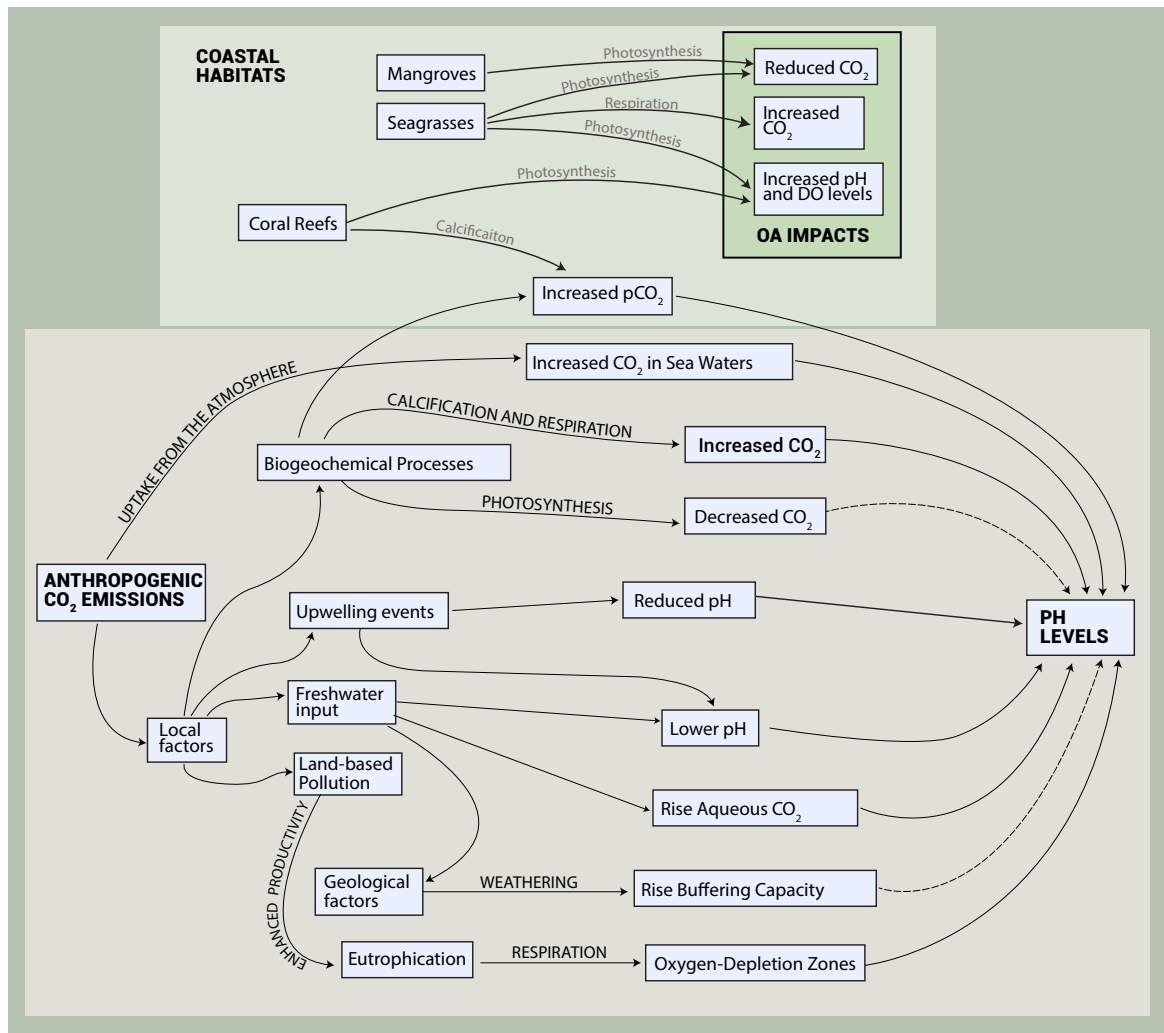 COASTAL
HABITATS
Mangroves
Photosynthesis
Reduced CO₂
Seagrasses
Photosynthesis
Respiration
Increased
CO₂
Photosynthesis
Increased pH
and DO levels
OA IMPACTS
Coral Reefs
Photosynthesis
Calcificaiton
Increased pCO₂
UPTAKE FROM THE ATMOSPHERE
Increased CO₂ in Sea Waters
CALCIFICATION AND RESPIRATION
Increased CO₂
Biogeochemical Processes
PHOTOSYNTHESIS
Decreased CO₂
ANTHROPOGENIC
CO₂ EMISSIONS
Upwelling events
Reduced pH
PH
LEVELS
Freshwater
input
Lower pH
Local
factors
Land-based
Pollution
Rise Aqueous CO₂
ENHANCED PRODUCTIVITY
Geological
factors
WEATHERING
Rise Buffering Capacity
Eutrophication
RESPIRATION
Oxygen-Depletion Zones